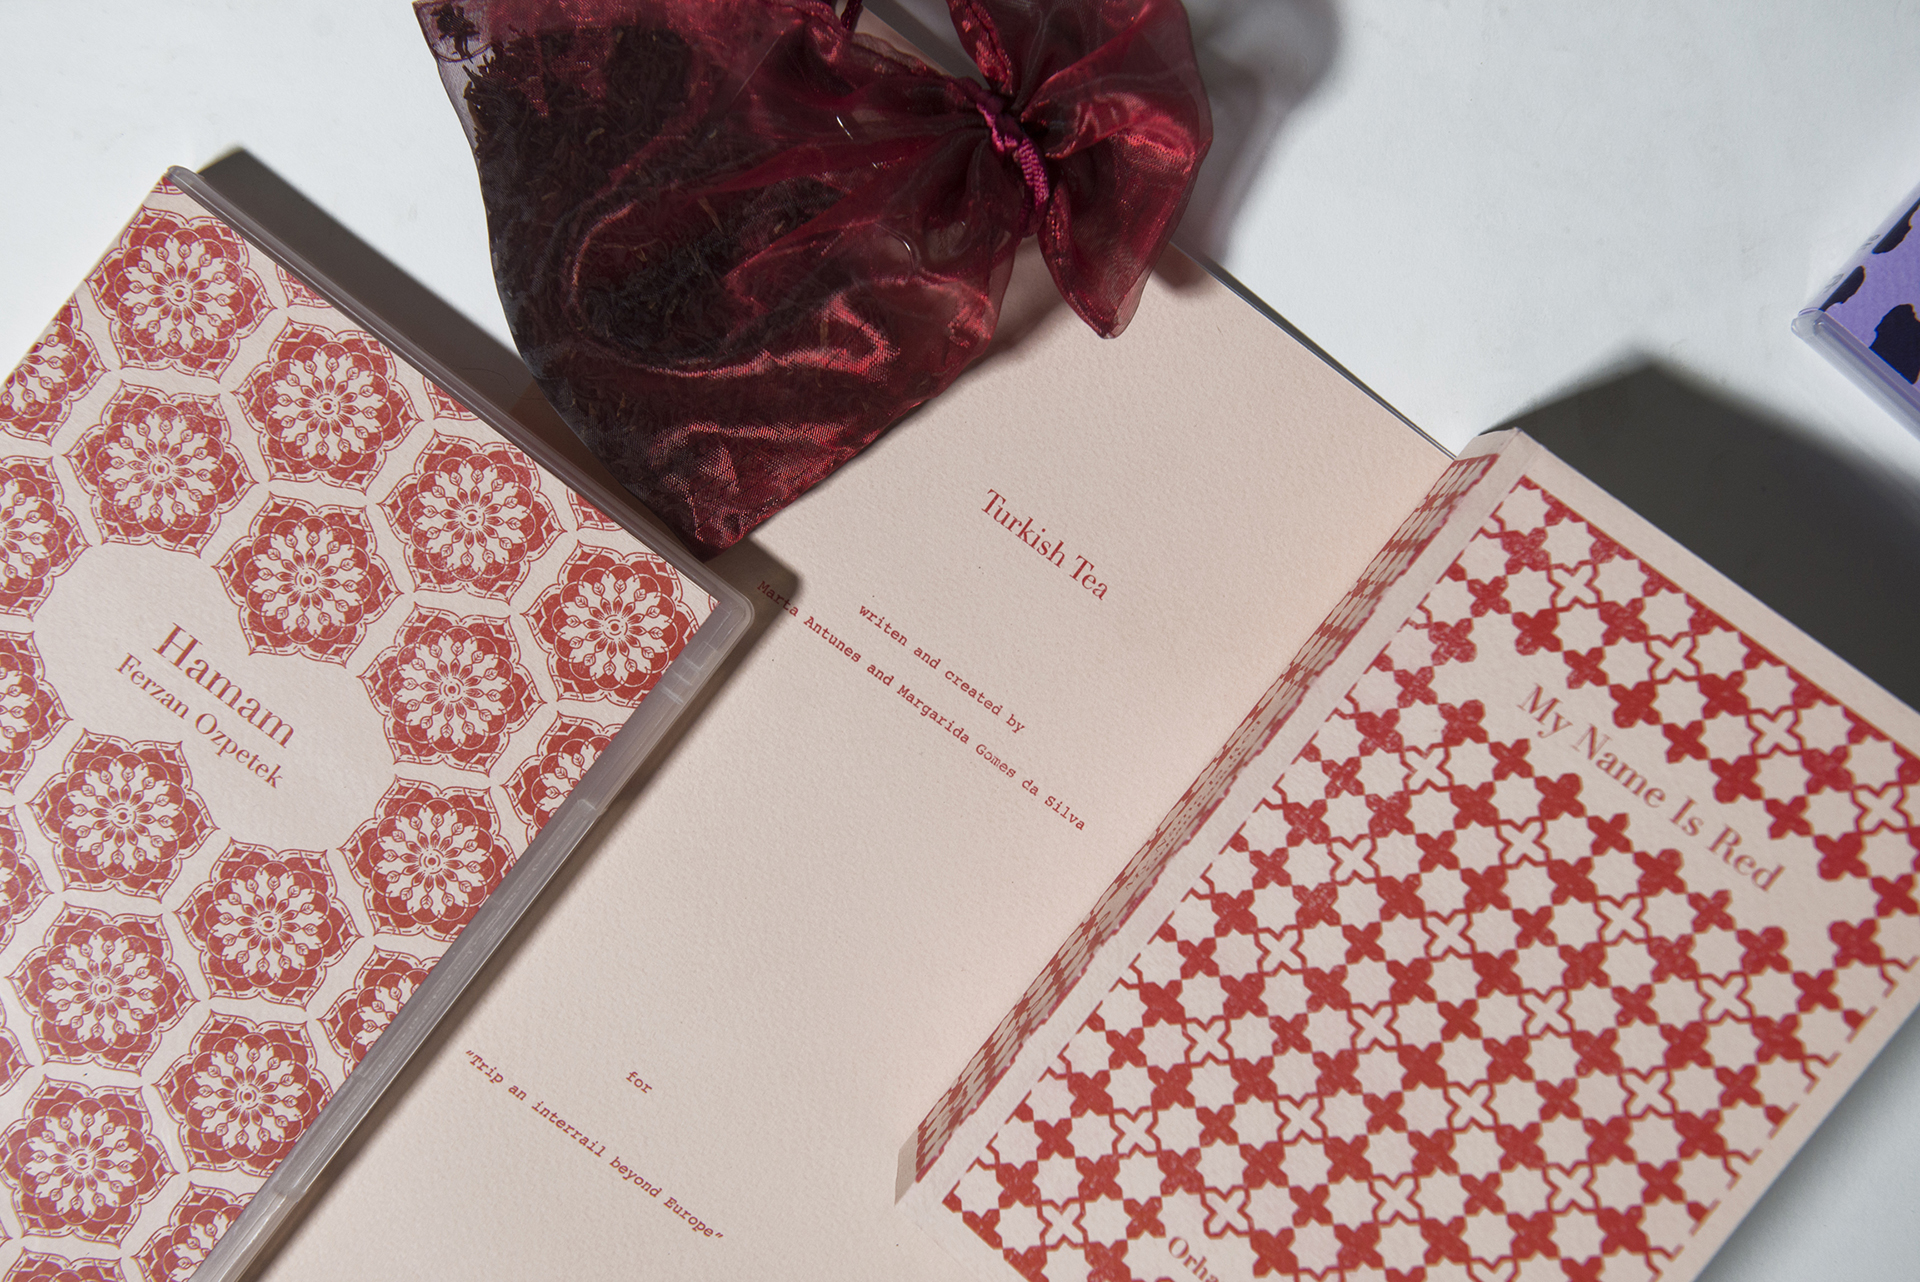 Hamam
Ferzan Ozpetek
Turkish Tea
writen and created by
Marta Antunes and Margarida Gomes da Silva
for
"Trip an interrail beyond Europe"
My Name Is Red
Orha